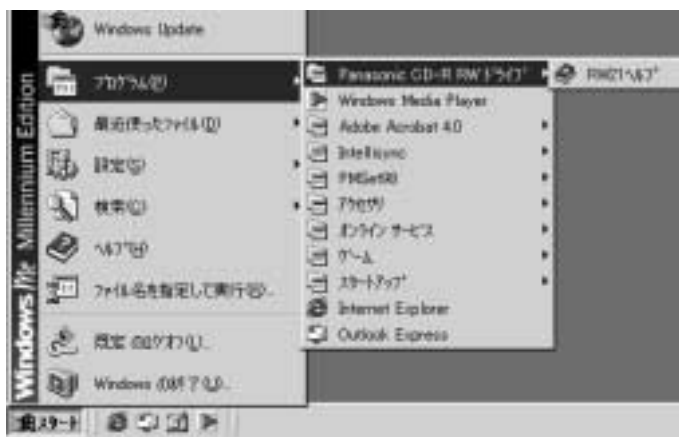 Windows Update
プログラム(P)
最近使ったファイル(D)
設定(S)
検索(C)
ヘルプ(H)
ファイル名を指定して実行(R)...
Windows の終了(U)...
Windows Me Millennium Edition
スタート
Panasonic CD-R RW ドライブ
Windows Media Player
Adobe Acrobat 4.0
Intellisync
PMSet98
アクセサリ
オンライン サービス
ゲーム
スタートアップ
Internet Explorer
Outlook Express
RW21ヘルプ